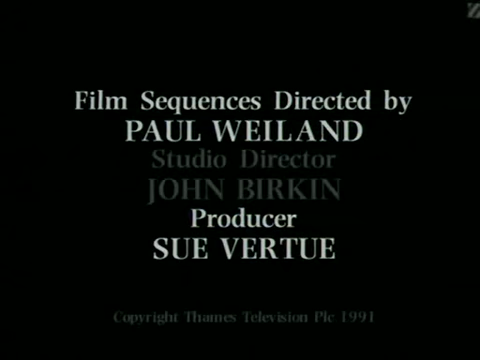 Film Sequences Directed by
PAUL WEILAND
Studio Director
JOHN BIRKIN
Producer
SUE VERTUE
Copyright Thames Television Plc 1991